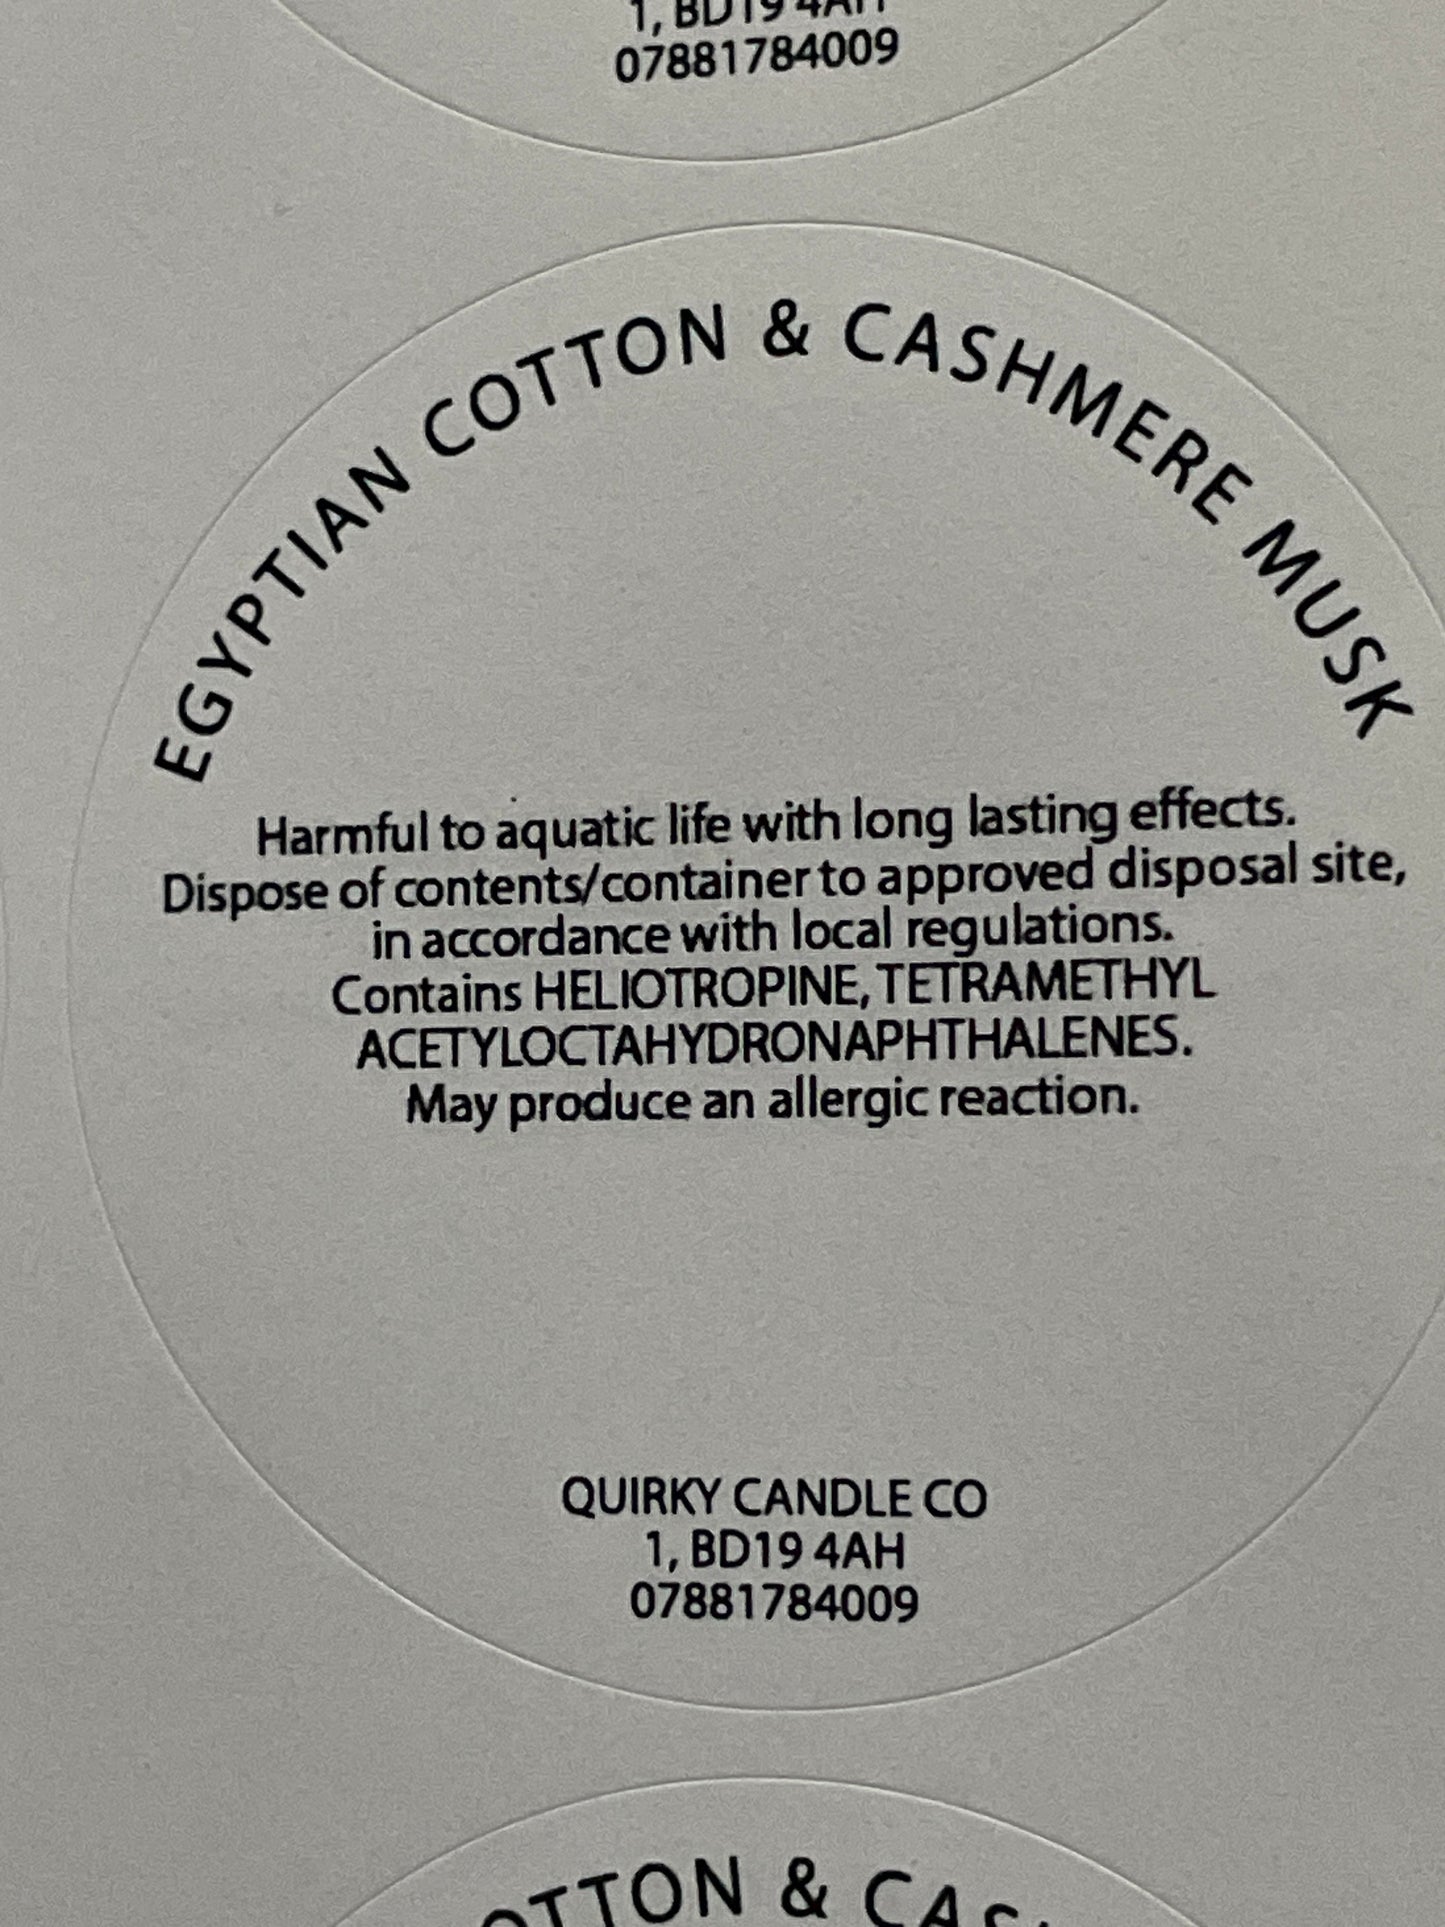 1, BD19 4AH
07881784009
EGYPTIAN COTTON & CASHMERE MUSK
Harmful to aquatic life with long lasting effects.
Dispose of contents/container to approved disposal site,
in accordance with local regulations.
Contains HELIOTROPINE, TETRAMETHYL
ACETYLOCTAHYDRONAPHTHALENES.
May produce an allergic reaction.
QUIRKY CANDLE CO
1, BD19 4AH
07881784009
OTTON & CAS